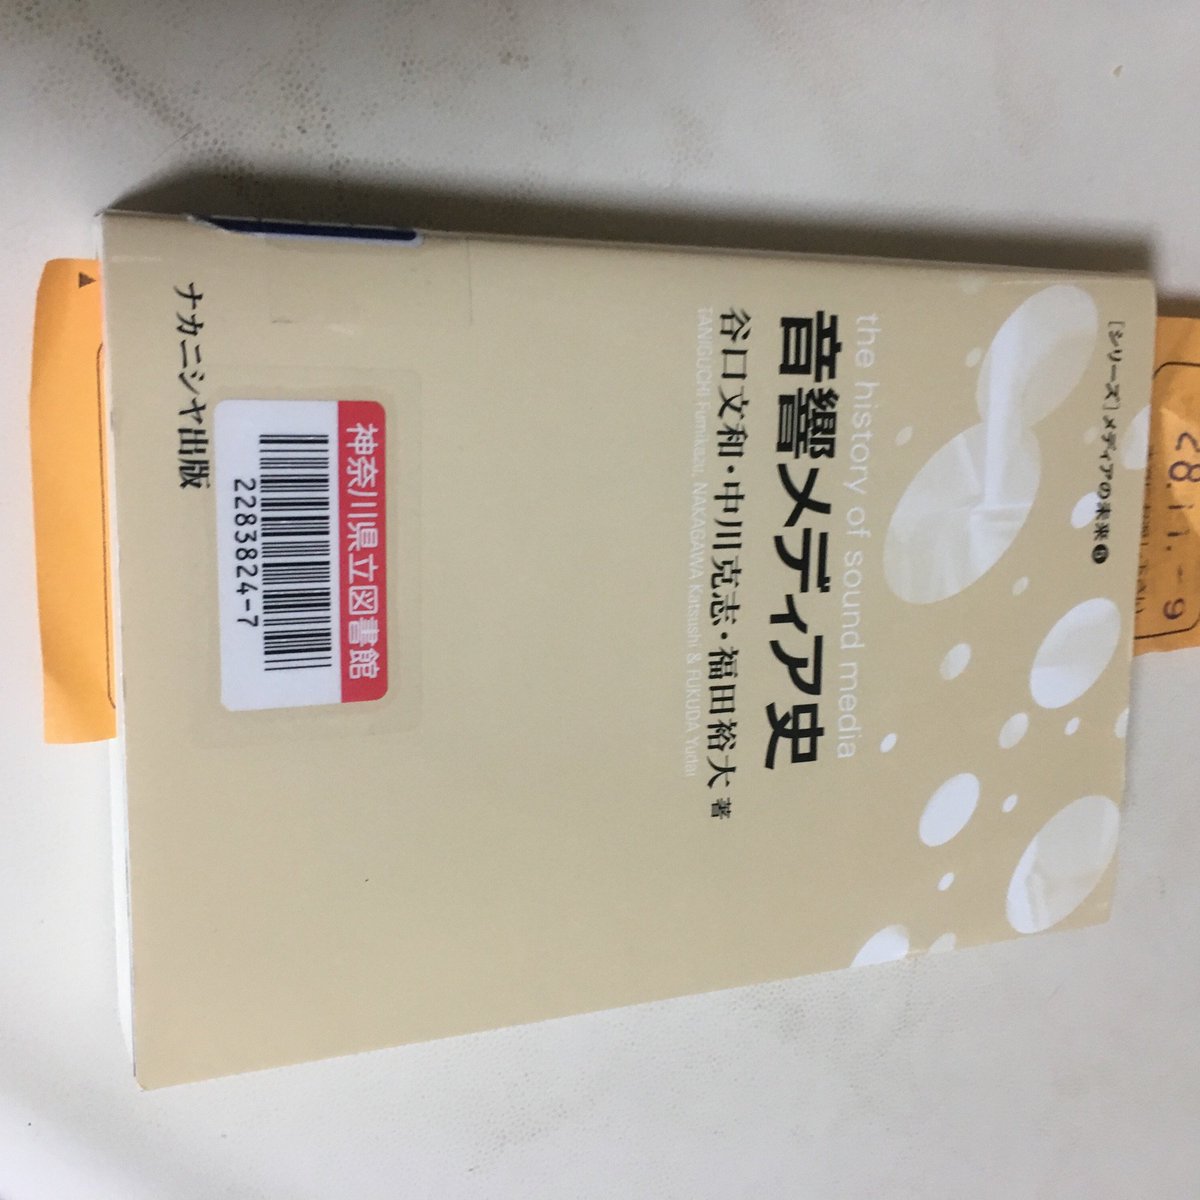 [シリーズ]メディアの未来❺
the history of sound media
音響メディア史
谷口文和・中川克志・福田裕大 著
TANIGUCHI Fumikazu, NAKAGAWA Katsushi & FUKUDA Yudai
神奈川県立図書館
2283824-7
ナカニシヤ出版
28.11.-9